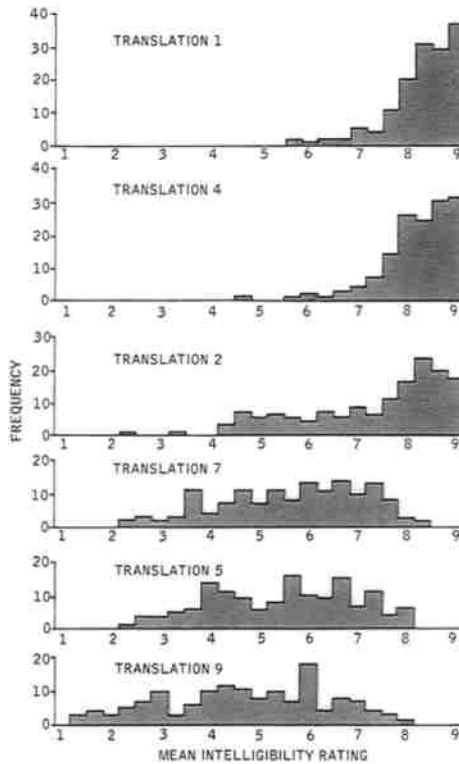 40
TRANSLATION 1
30
20
10
0
1 2 3 4 5 6 7 8 9
40
TRANSLATION 4
30
20
10
0
1 2 3 4 5 6 7 8 9
30
TRANSLATION 2
20
10
0
1 2 3 4 5 6 7 8 9
FREQUENCY
20
TRANSLATION 7
10
0
1 2 3 4 5 6 7 8 9
20
TRANSLATION 5
10
0
1 2 3 4 5 6 7 8 9
20
TRANSLATION 9
10
0
1 2 3 4 5 6 7 8 9
MEAN INTELLIGIBILITY RATING